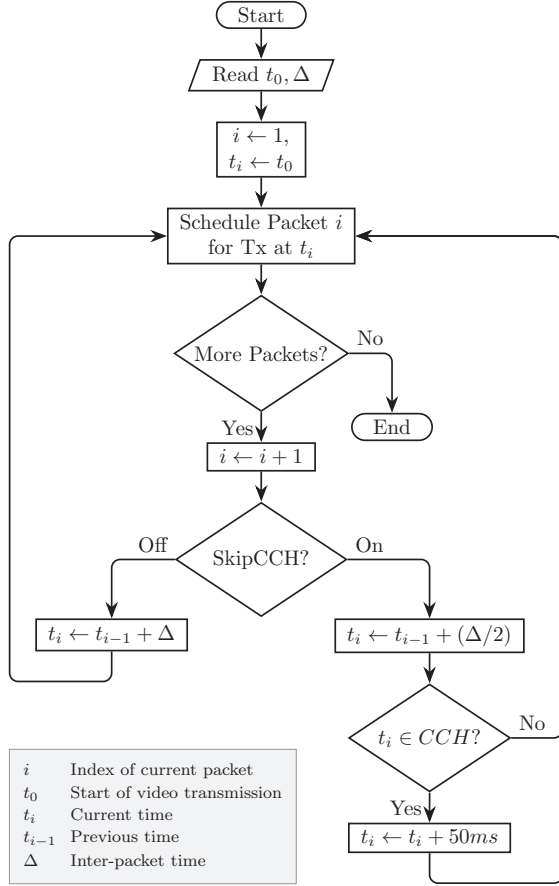 Start
Read t₀, Δ
i ← 1,
tᵢ ← t₀
Schedule Packet i
for Tx at tᵢ
More Packets?
No
End
Yes
i ← i + 1
SkipCCH?
Off
On
tᵢ ← tᵢ₋₁ + Δ
tᵢ ← tᵢ₋₁ + (Δ/2)
tᵢ ∈ CCH?
No
Yes
tᵢ ← tᵢ + 50ms
i Index of current packet
t₀ Start of video transmission
tᵢ Current time
tᵢ₋₁ Previous time
Δ Inter-packet time